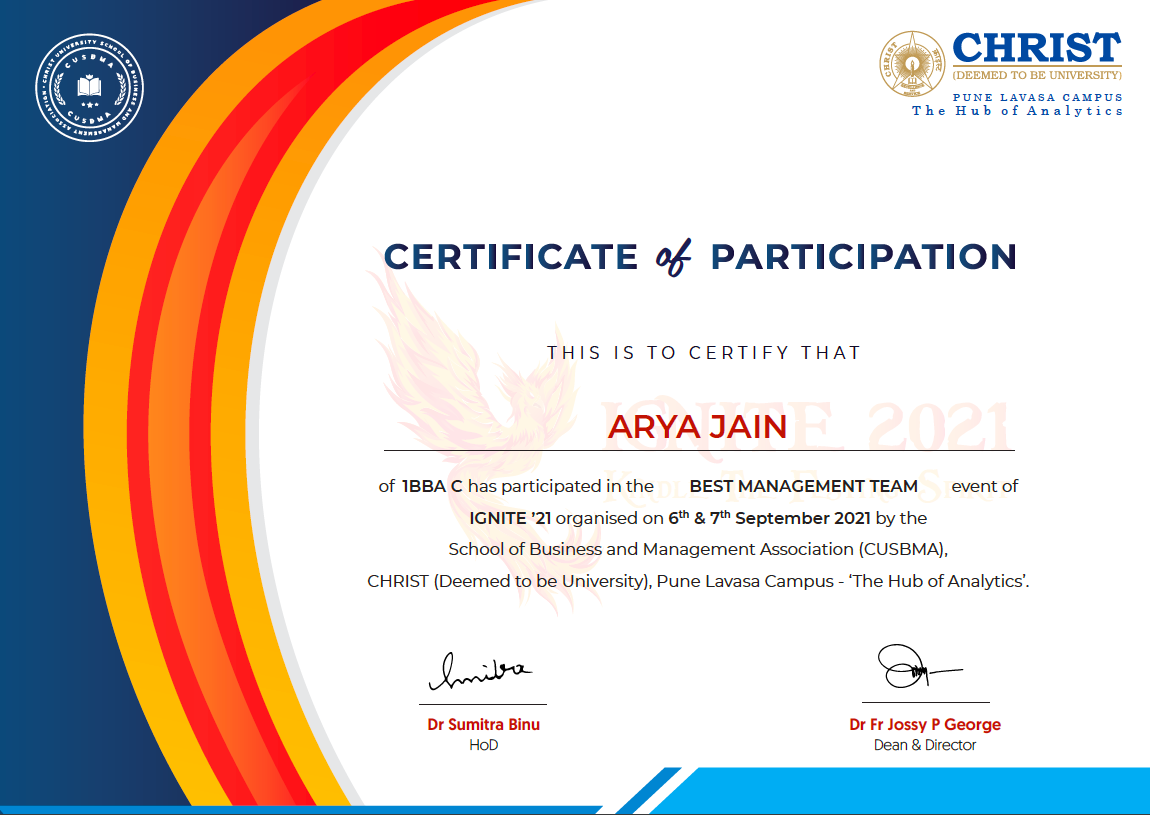 CHRIST UNIVERSITY SCHOOL OF BUSINESS AND MANAGEMENT ASSOCIATION
CUSBMA
CUSBMA
CHRIST
(DEEMED TO BE UNIVERSITY)
PUNE LAVASA CAMPUS
The Hub of Analytics
CERTIFICATE of PARTICIPATION
THIS IS TO CERTIFY THAT
IGNITE 2021
ARYA JAIN
of 1BBA C has participated in the BEST MANAGEMENT TEAM event of
IGNITE ’21 organised on 6th & 7th September 2021 by the
School of Business and Management Association (CUSBMA),
CHRIST (Deemed to be University), Pune Lavasa Campus - ‘The Hub of Analytics’.
Dr Sumitra Binu
HoD
Dr Fr Jossy P George
Dean & Director